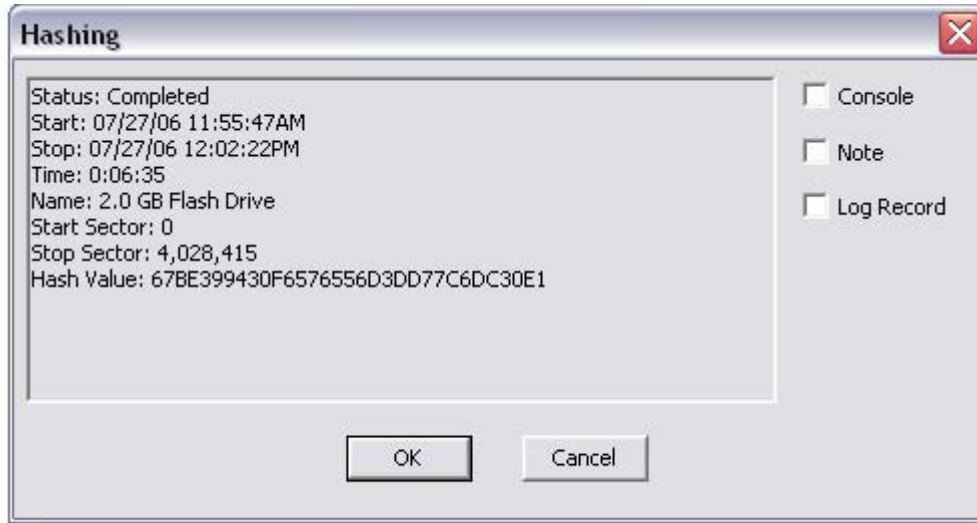 Hashing
Status: Completed
Start: 07/27/06 11:55:47AM
Stop: 07/27/06 12:02:22PM
Time: 0:06:35
Name: 2.0 GB Flash Drive
Start Sector: 0
Stop Sector: 4,028,415
Hash Value: 67BE399430F6576556D3DD77C6DC30E1
Console
Note
Log Record
OK
Cancel